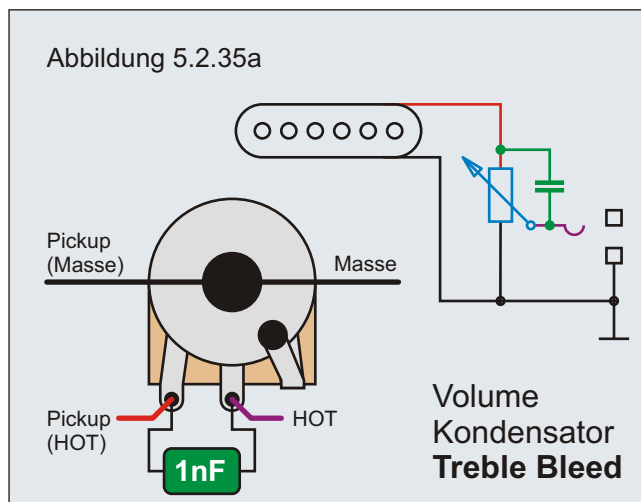 Abbildung 5.2.35a
Pickup
(Masse)
Masse
Pickup
(HOT)
HOT
1nF
Volume
Kondensator
Treble Bleed